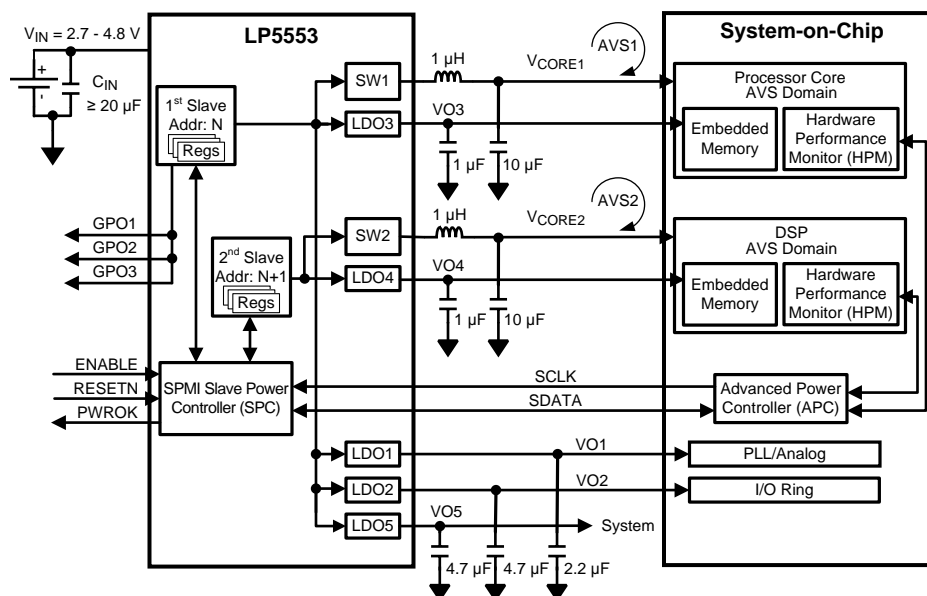 VIN = 2.7 - 4.8 V
+
-
CIN
≥ 20 µF
LP5553
1st Slave
Addr: N
Regs
GPO1
GPO2
GPO3
2nd Slave
Addr: N+1
Regs
ENABLE
RESETN
PWROK
SPMI Slave Power
Controller (SPC)
SW1
LDO3
SW2
LDO4
LDO1
LDO2
LDO5
1 µH
VCORE1
AVS1
VO3
1 µF
10 µF
1 µH
VCORE2
AVS2
VO4
1 µF
10 µF
SCLK
SDATA
VO1
VO2
VO5
System
4.7 µF
4.7 µF
2.2 µF
System-on-Chip
Processor Core
AVS Domain
Embedded
Memory
Hardware
Performance
Monitor (HPM)
DSP
AVS Domain
Embedded
Memory
Hardware
Performance
Monitor (HPM)
Advanced Power
Controller (APC)
PLL/Analog
I/O Ring